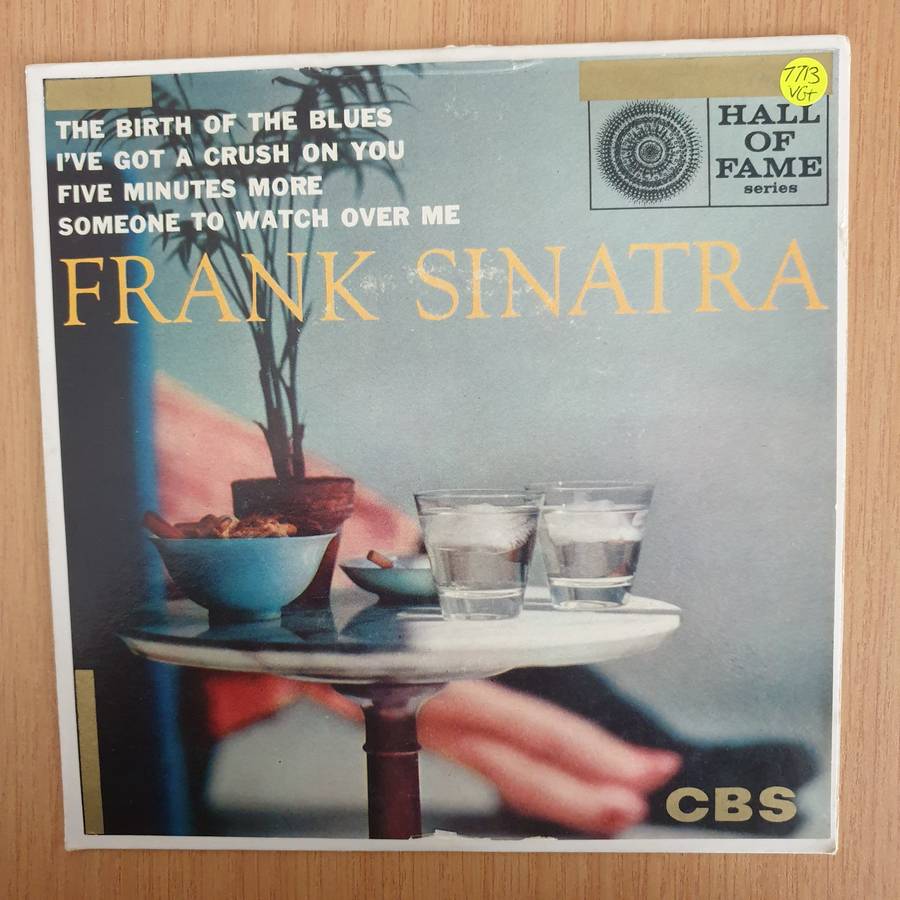 THE BIRTH OF THE BLUES
I'VE GOT A CRUSH ON YOU
FIVE MINUTES MORE
SOMEONE TO WATCH OVER ME
7713
VG+
HALL
OF
FAME
series
FRANK SINATRA
CBS